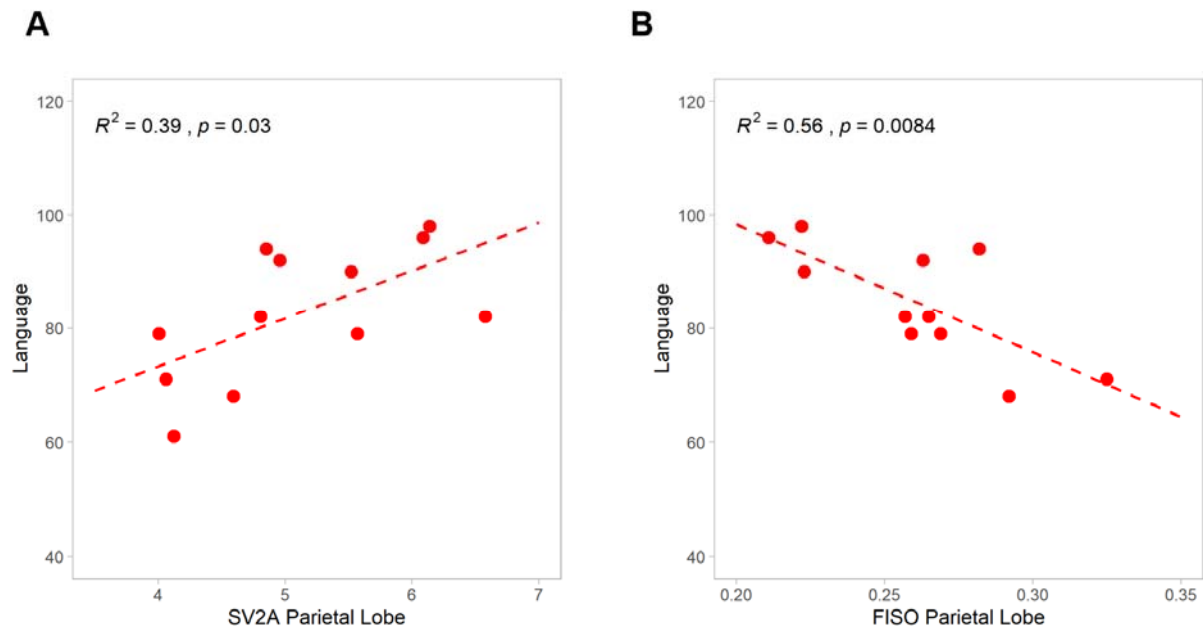 A
R² = 0.39 , p = 0.03
120
100
80
60
40
Language
4 5 6 7
SV2A Parietal Lobe
B
R² = 0.56 , p = 0.0084
120
100
80
60
40
Language
0.20 0.25 0.30 0.35
FISO Parietal Lobe